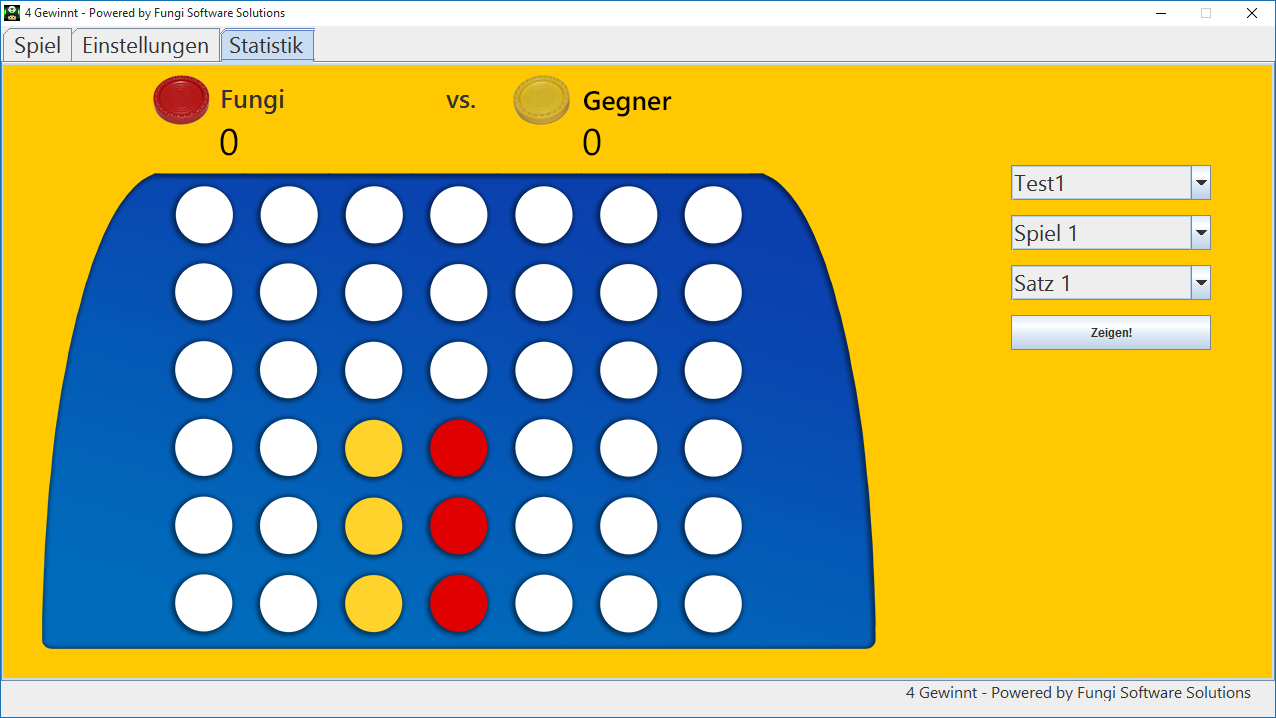 4 Gewinnt - Powered by Fungi Software Solutions
Spiel Einstellungen Statistik
Fungi vs. Gegner
0 0
Test1
Spiel 1
Satz 1
Zeigen!
4 Gewinnt - Powered by Fungi Software Solutions